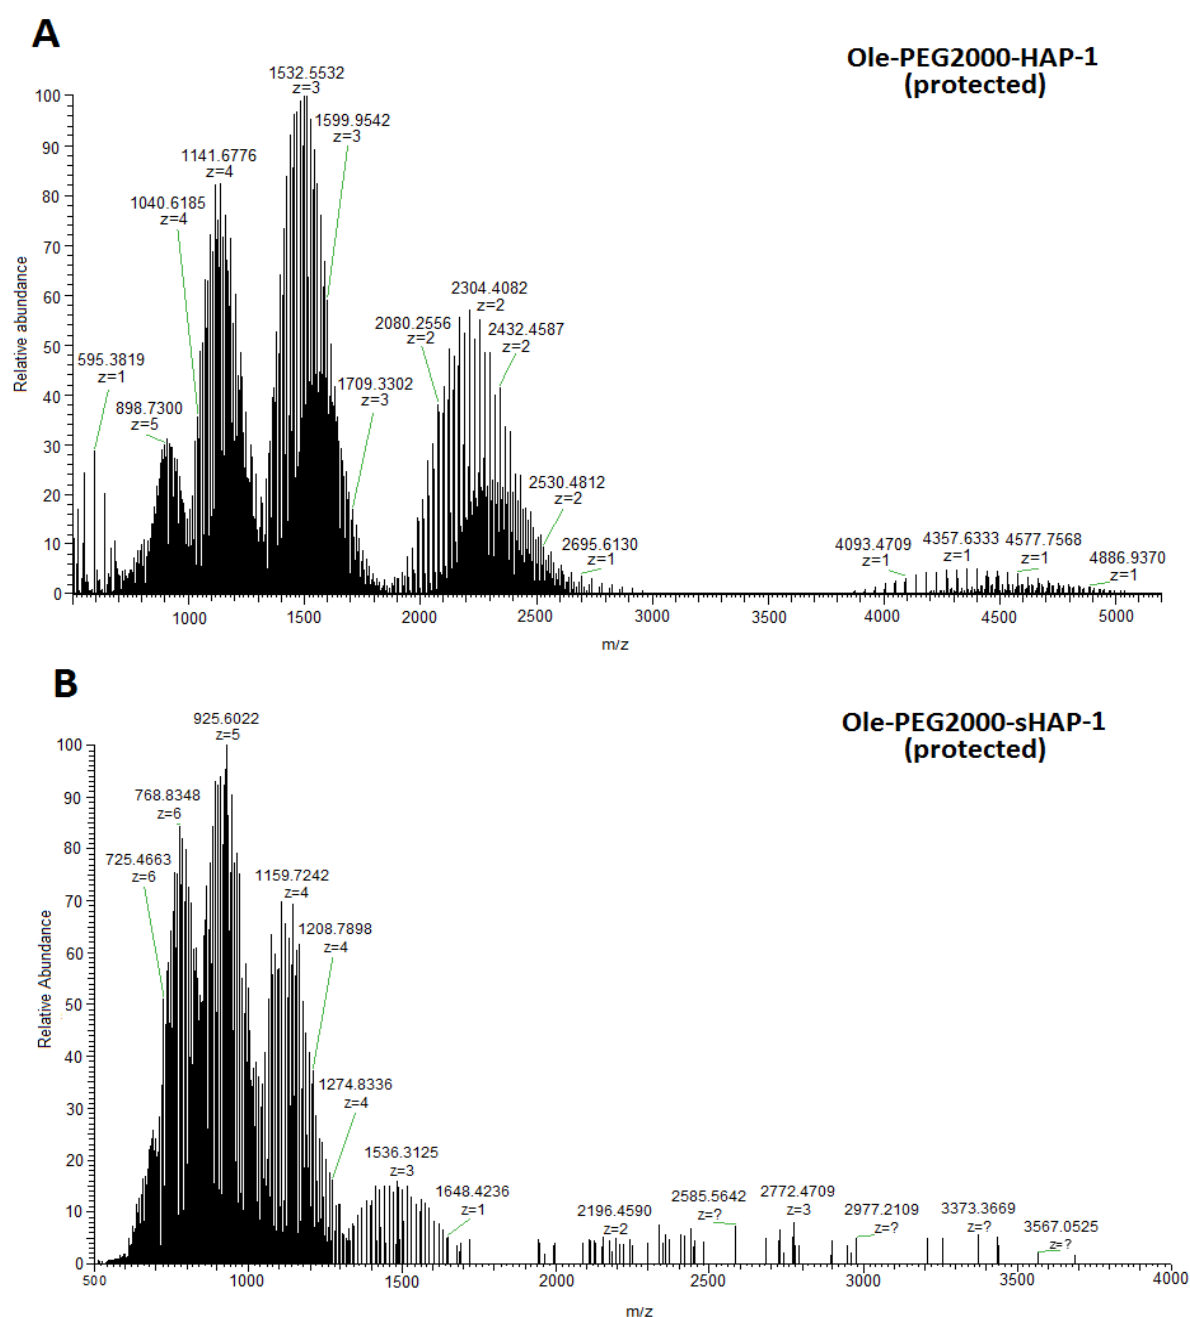 A
Ole-PEG2000-HAP-1
(protected)
1532.5532
z=3
1599.9542
z=3
1141.6776
z=4
1040.6185
z=4
2304.4082
z=2
2080.2556
z=2
2432.4587
z=2
595.3819
z=1
898.7300
z=5
1709.3302
z=3
2530.4812
z=2
2695.6130
z=1
4093.4709
z=1
4357.6333
z=1
4577.7568
z=1
4886.9370
z=1
Relative abundance
100
90
80
70
60
50
40
30
20
10
0
1000 1500 2000 2500 3000 3500 4000 4500 5000
m/z
B
Ole-PEG2000-sHAP-1
(protected)
925.6022
z=5
768.8348
z=6
725.4663
z=6
1159.7242
z=4
1208.7898
z=4
1274.8336
z=4
1536.3125
z=3
1648.4236
z=1
2196.4590
z=2
2585.5642
z=?
2772.4709
z=3
2977.2109
z=?
3373.3669
z=?
3567.0525
z=?
Relative Abundance
100
90
80
70
60
50
40
30
20
10
0
500 1000 1500 2000 2500 3000 3500 4000
m/z